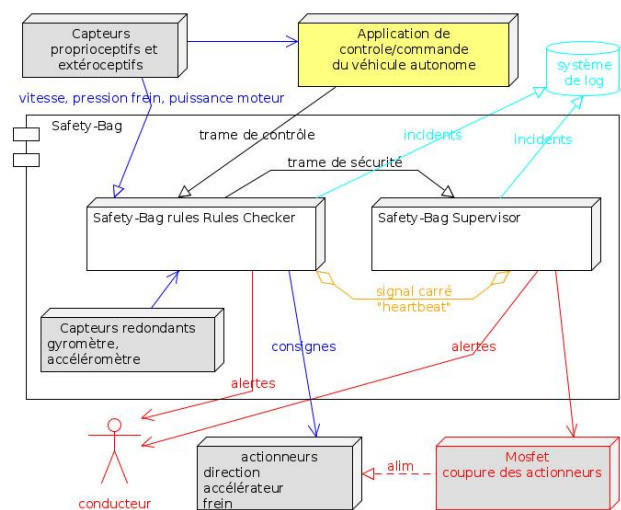 Capteurs
proprioceptifs et
extéroceptifs
Application de
controle/commande
du véhicule autonome
système
de log
vitesse, pression frein, puissance moteur
Safety-Bag
trame de contrôle
incidents
incidents
trame de sécurité
Safety-Bag rules Rules Checker
Safety-Bag Supervisor
signal carré
"heartbeat"
Capteurs redondants
gyromètre,
accéléromètre
consignes
alertes
alertes
conducteur
actionneurs
direction
accélérateur
frein
alim
Mosfet
coupure des actionneurs